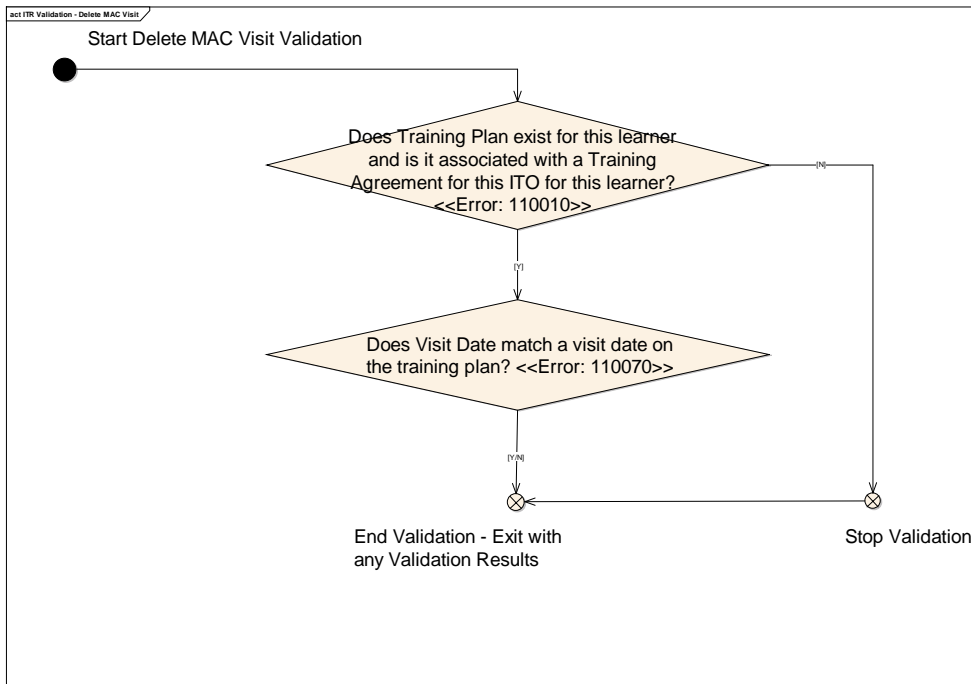 act ITR Validation - Delete MAC Visit
Start Delete MAC Visit Validation
Does Training Plan exist for this learner
and is it associated with a Training
Agreement for this ITO for this learner?
<<Error: 110010>>
[N]
[Y]
Does Visit Date match a visit date on
the training plan? <<Error: 110070>>
[Y/N]
End Validation - Exit with
any Validation Results
Stop Validation